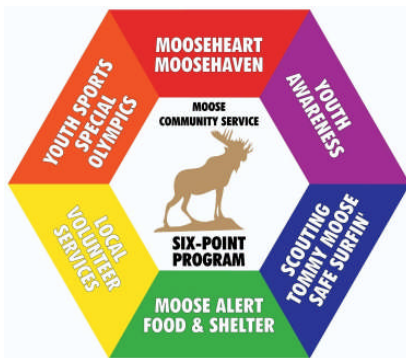 MOOSEHEART
MOOSEHAVEN
YOUTH
AWARENESS
SCOUTING
TOMMY MOOSE
SAFE SURFIN'
MOOSE ALERT
FOOD & SHELTER
LOCAL
VOLUNTEER
SERVICES
YOUTH SPORTS
SPECIAL
OLYMPICS
MOOSE
COMMUNITY SERVICE
SIX-POINT
PROGRAM